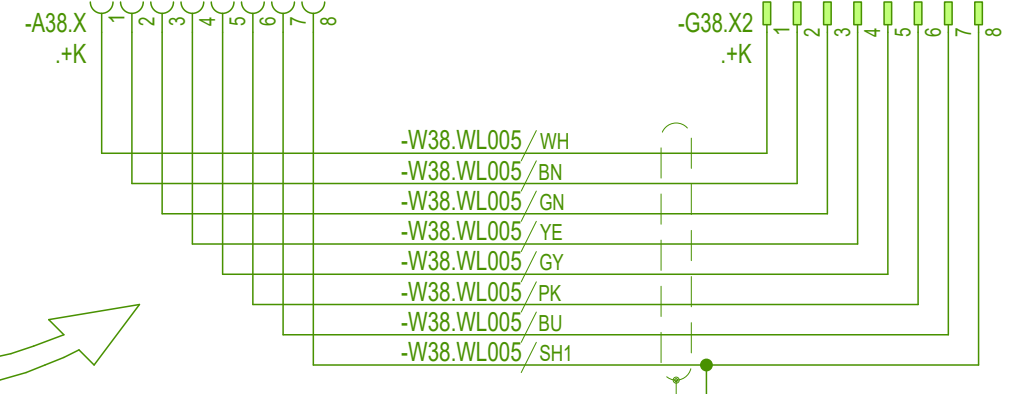 -A38.X 1 2 3 4 5 6 7 8
.+K
-G38.X2 1 2 3 4 5 6 7 8
.+K
-W38.WL005/WH
-W38.WL005/BN
-W38.WL005/GN
-W38.WL005/YE
-W38.WL005/GY
-W38.WL005/PK
-W38.WL005/BU
-W38.WL005/SH1